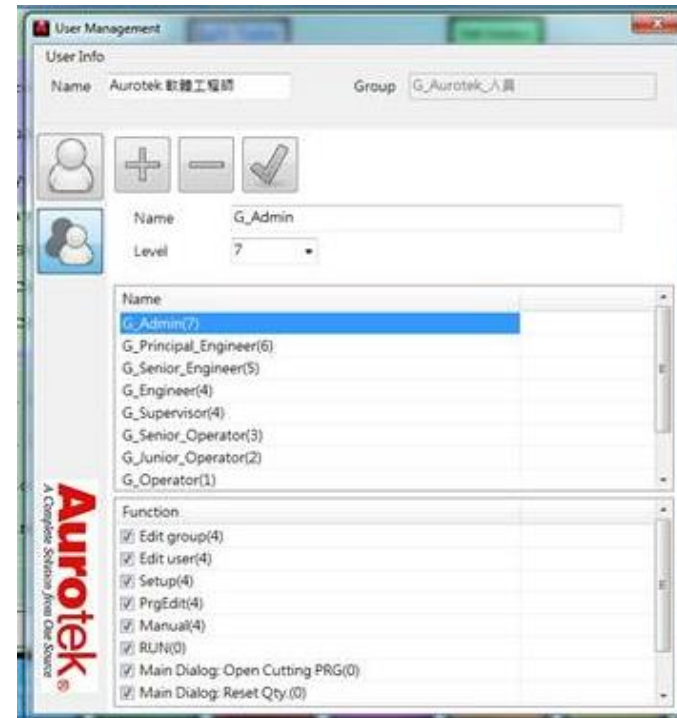 User Management
User Info
Name Aurotek 軟體工程師 Group G_Aurotek_人員
Name G_Admin
Level 7
Name
G_Admin(7)
G_Principal_Engineer(6)
G_Senior_Engineer(5)
G_Engineer(4)
G_Supervisor(4)
G_Senior_Operator(3)
G_Junior_Operator(2)
G_Operator(1)
Function
Edit group(4)
Edit user(4)
Setup(4)
PrgEdit(4)
Manual(4)
RUN(0)
Main Dialog: Open Cutting PRG(0)
Main Dialog: Reset Qty.(0)
Aurotek®
A Complete Solution from One Source